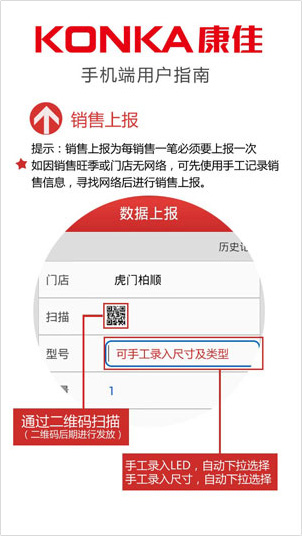 KONKA康佳
手机端用户指南
销售上报
提示：销售上报为每销售一笔必须要上报一次
如因销售旺季或门店无网络，可先使用手工记录销
售信息，寻找网络后进行销售上报。
数据上报
历史记
门店 虎门柏顺
扫描
型号 可手工录入尺寸及类型
1
通过二维码扫描
（二维码后期进行发放）
手工录入LED，自动下拉选择
手工录入尺寸，自动下拉选择